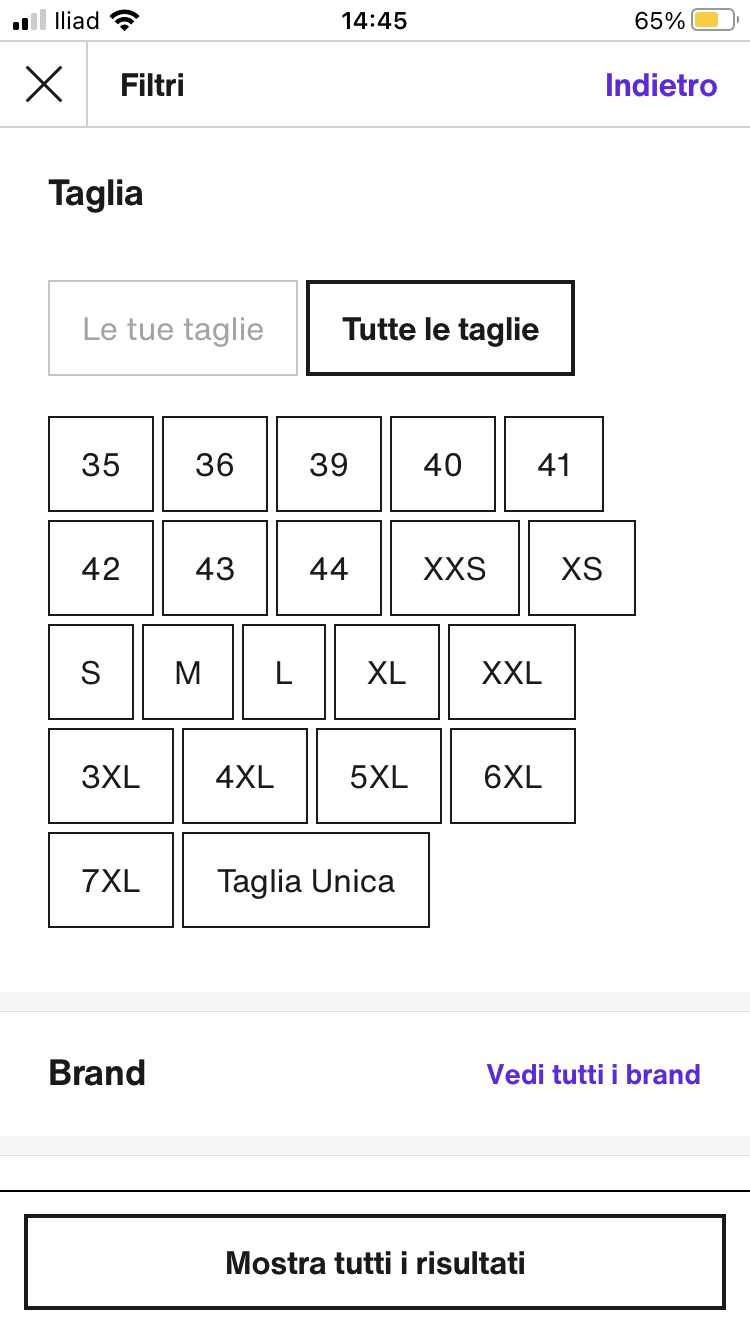 Iliad 14:45 65%
Filtri Indietro
Taglia
Le tue taglie Tutte le taglie
35 36 39 40 41
42 43 44 XXS XS
S M L XL XXL
3XL 4XL 5XL 6XL
7XL Taglia Unica
Brand Vedi tutti i brand
Mostra tutti i risultati